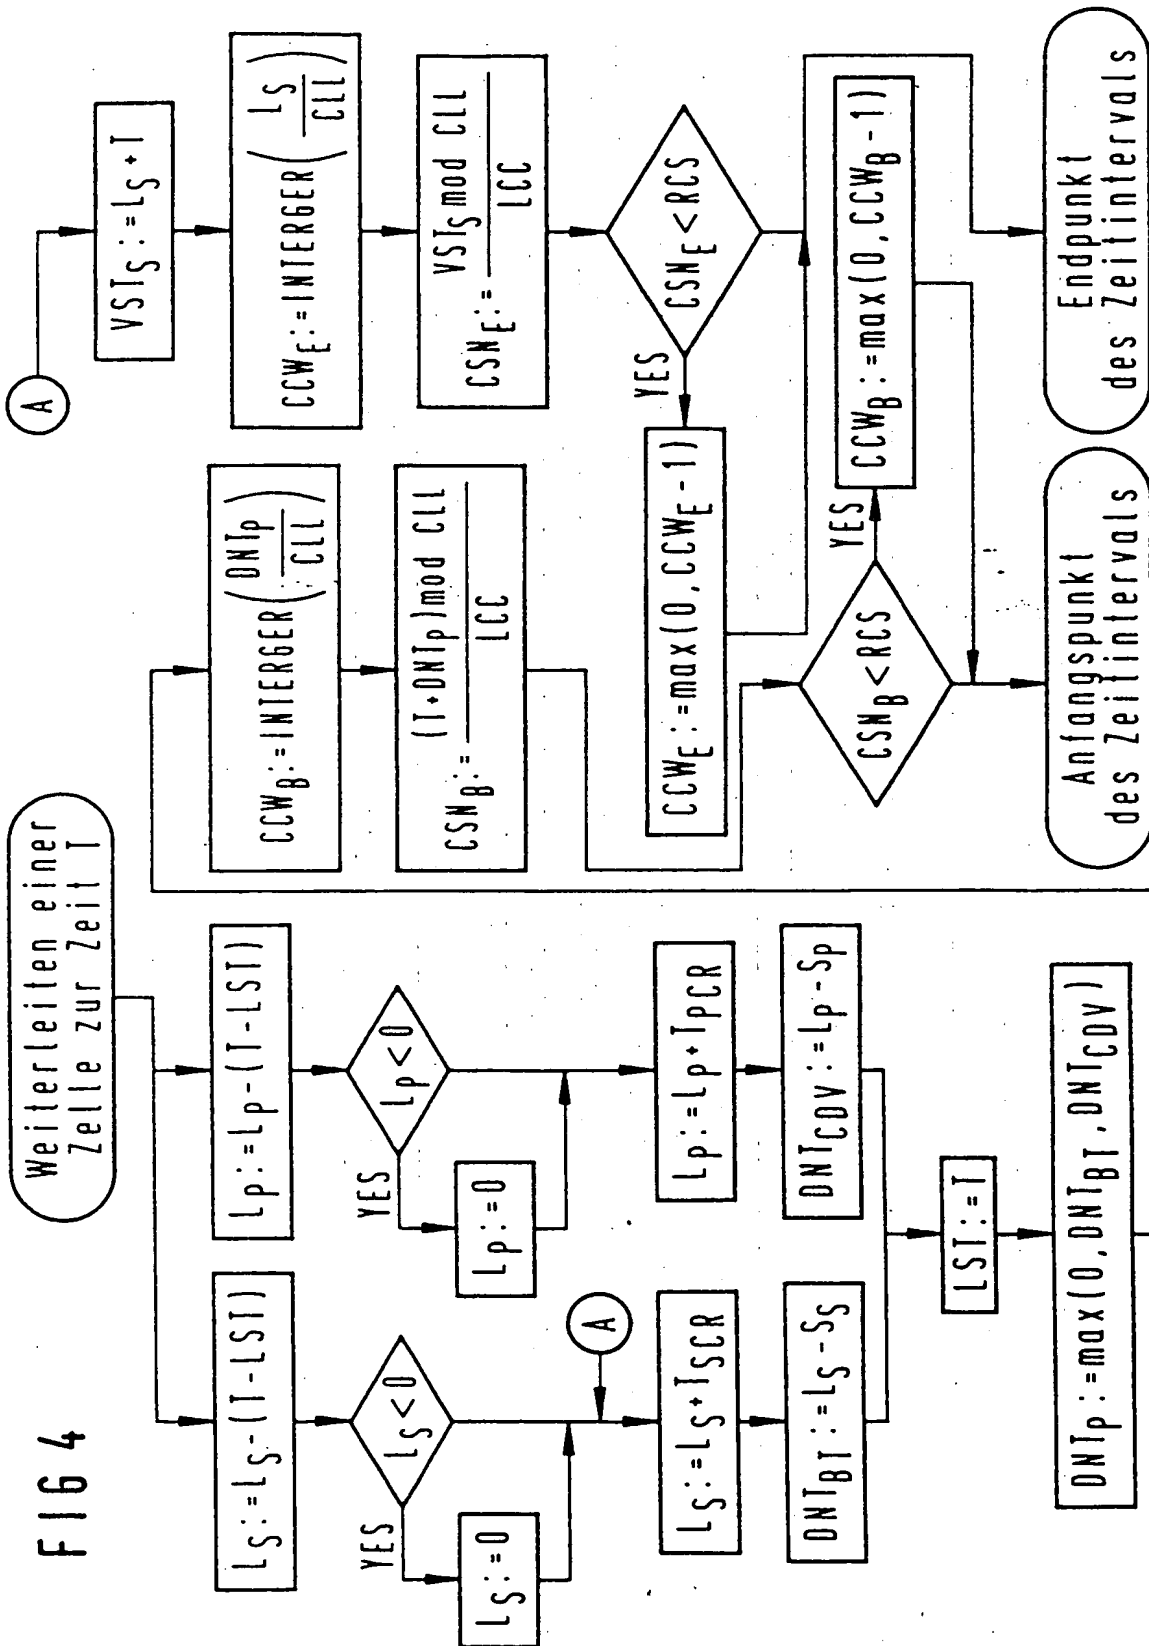 FIG 4
Weiterleiten einer
Zelle zur Zeit T
L_S := L_S - (T-LST)
L_P := L_P - (T-LST)
L_S < 0
YES
L_S := 0
L_P < 0
YES
L_P := 0
A
L_S := L_S + T_SCR
L_P := L_P + T_PCR
DNT_BT := L_S - S_S
DNT_CDV := L_P - S_P
LST := T
DNT_P := max(0, DNT_BT, DNT_CDV)
CCW_B := INTERGER (DNT_P / CLL)
CSN_B := (T+DNT_P) mod CLL / LCC
CSN_B < RCS
YES
CCW_B := max(0, CCW_B - 1)
Anfangspunkt
des Zeitintervals
A
VST_S := L_S + T
CCW_E := INTERGER (L_S / CLL)
CSN_E := VST_S mod CLL / LCC
CSN_E < RCS
YES
CCW_E := max(0, CCW_E - 1)
Endpunkt
des Zeitintervals